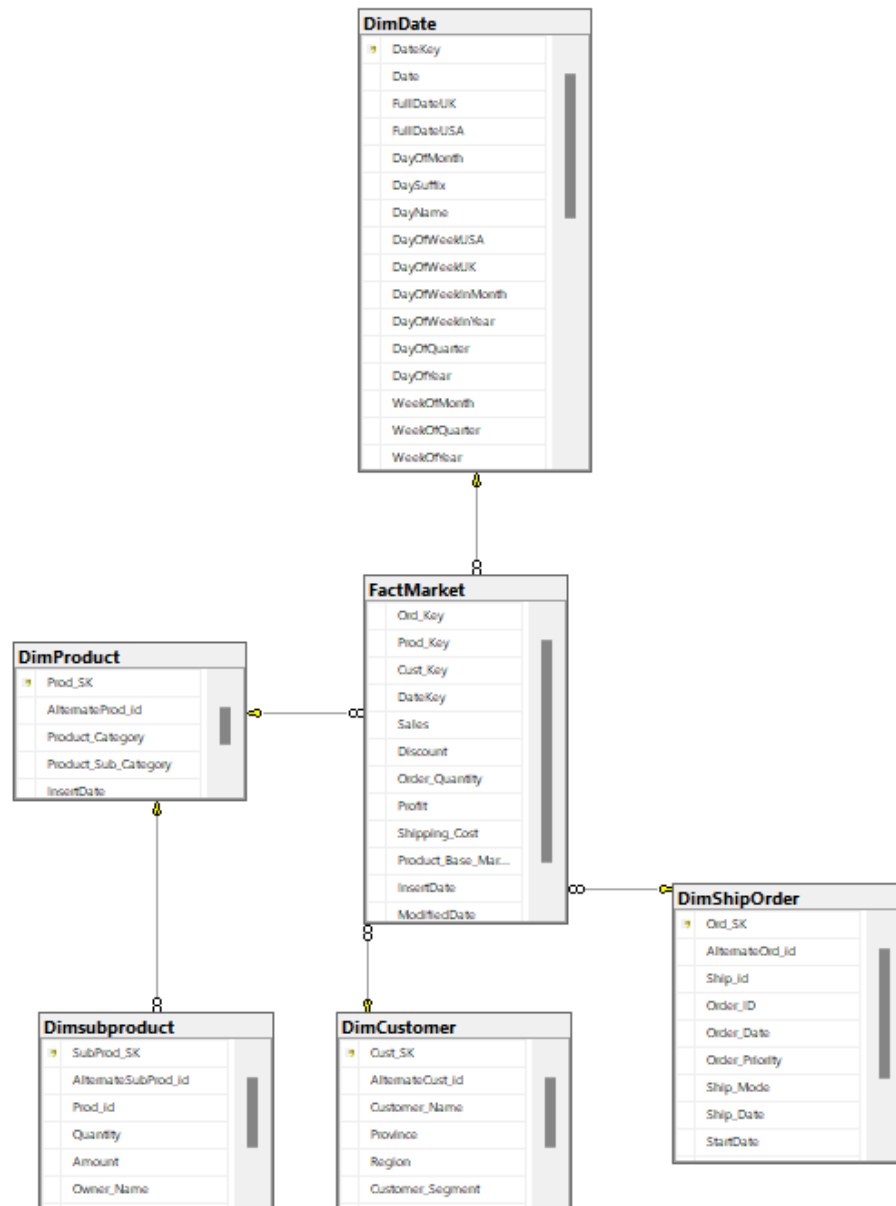 DimDate
DateKey
Date
FullDateUK
FullDateUSA
DayOfMonth
DaySuffix
DayName
DayOfWeekUSA
DayOfWeekUK
DayOfWeekInMonth
DayOfWeekInYear
DayOfQuarter
DayOfYear
WeekOfMonth
WeekOfQuarter
WeekOfYear
FactMarket
Ord_Key
Prod_Key
Cust_Key
DateKey
Sales
Discount
Order_Quantity
Profit
Shipping_Cost
Product_Base_Mar...
InsertDate
ModifiedDate
DimProduct
Prod_SK
AlternateProd_id
Product_Category
Product_Sub_Category
InsertDate
DimShipOrder
Ord_SK
AlternateOrd_id
Ship_id
Order_ID
Order_Date
Order_Priority
Ship_Mode
Ship_Date
StartDate
Dimsubproduct
SubProd_SK
AlternateSubProd_id
Prod_id
Quantity
Amount
Owner_Name
DimCustomer
Cust_SK
AlternateCust_id
Customer_Name
Province
Region
Customer_Segment